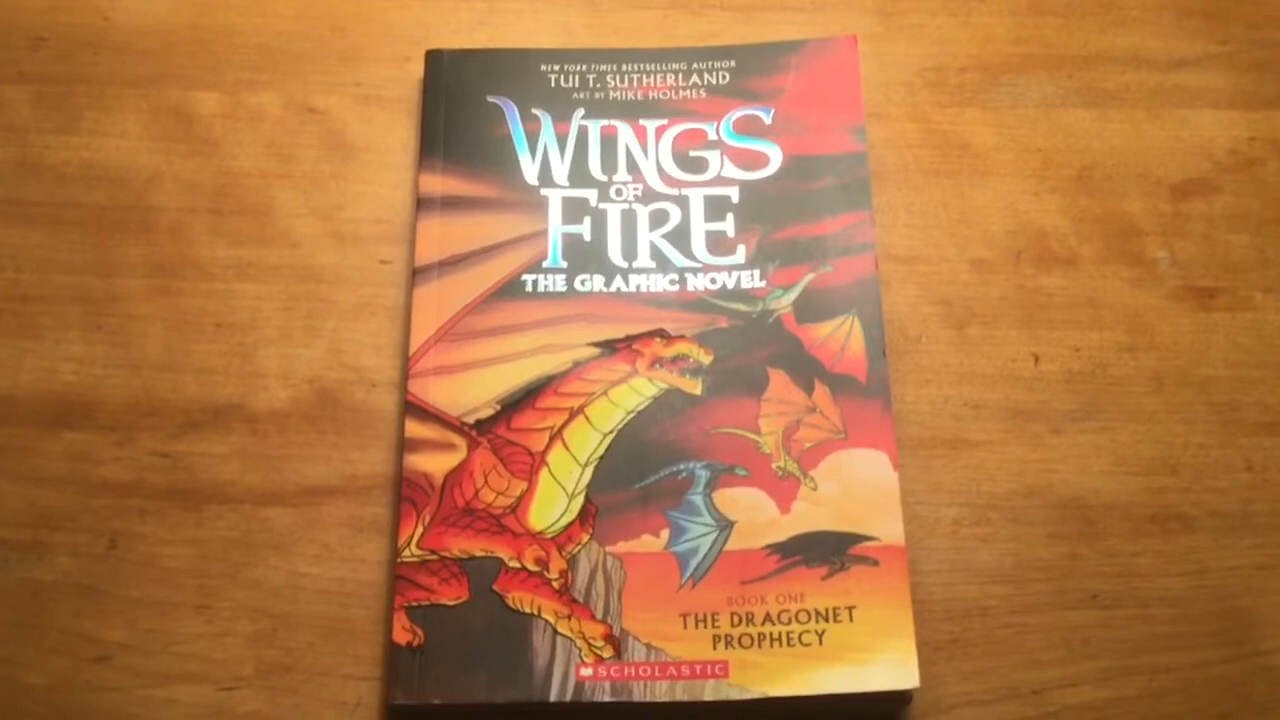 NEW YORK TIMES BESTSELLING AUTHOR
TUI T. SUTHERLAND
ART BY MIKE HOLMES
WINGS
OF
FIRE
THE GRAPHIC NOVEL
BOOK ONE
THE DRAGONET
PROPHECY
SCHOLASTIC